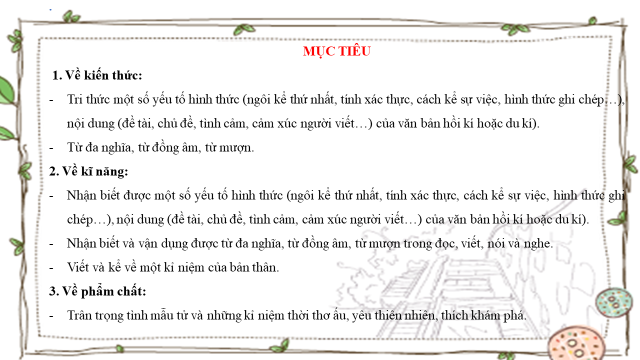 MỤC TIÊU
1. Về kiến thức:
- Tri thức một số yếu tố hình thức (ngôi kể thứ nhất, tính xác thực, cách kể sự việc, hình thức ghi chép…),
nội dung (đề tài, chủ đề, tình cảm, cảm xúc người viết…) của văn bản hồi kí hoặc du kí).
- Từ đa nghĩa, từ đồng âm, từ mượn.
2. Về kĩ năng:
- Nhận biết được một số yếu tố hình thức (ngôi kể thứ nhất, tính xác thực, cách kể sự việc, hình thức ghi
chép…), nội dung (đề tài, chủ đề, tình cảm, cảm xúc người viết…) của văn bản hồi kí hoặc du kí).
- Nhận biết và vận dụng được từ đa nghĩa, từ đồng âm, từ mượn trong đọc, viết, nói và nghe.
- Viết và kể về một kỉ niệm của bản thân.
3. Về phẩm chất:
- Trân trọng tình mẫu tử và những kỉ niệm thời thơ ấu, yêu thiên nhiên, thích khám phá.